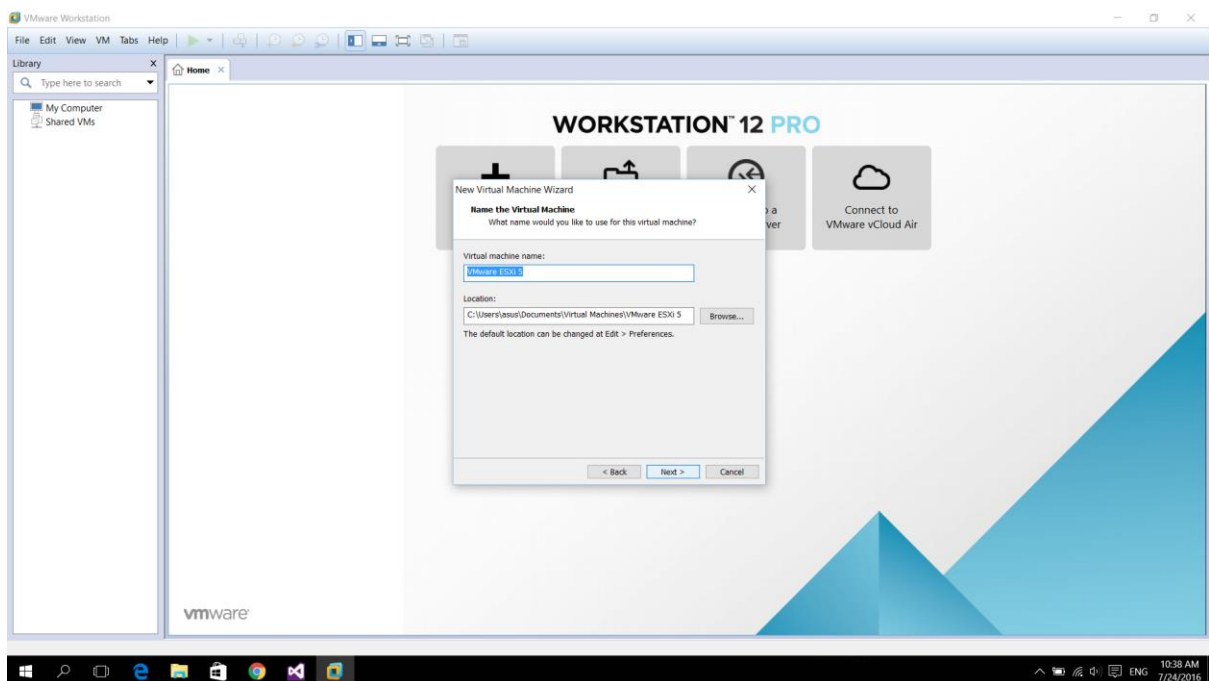 VMware Workstation
File Edit View VM Tabs Help
Library x
Home ×
Type here to search
My Computer
Shared VMs
WORKSTATION™ 12 PRO
Connect to
VMware vCloud Air
a
ver
New Virtual Machine Wizard
Name the Virtual Machine
What name would you like to use for this virtual machine?
Virtual machine name:
VMware ESXi 5
Location:
C:\Users\asus\Documents\Virtual Machines\VMware ESXi 5
Browse...
The default location can be changed at Edit > Preferences.
< Back Next > Cancel
vmware
ENG
10:38 AM
7/24/2016